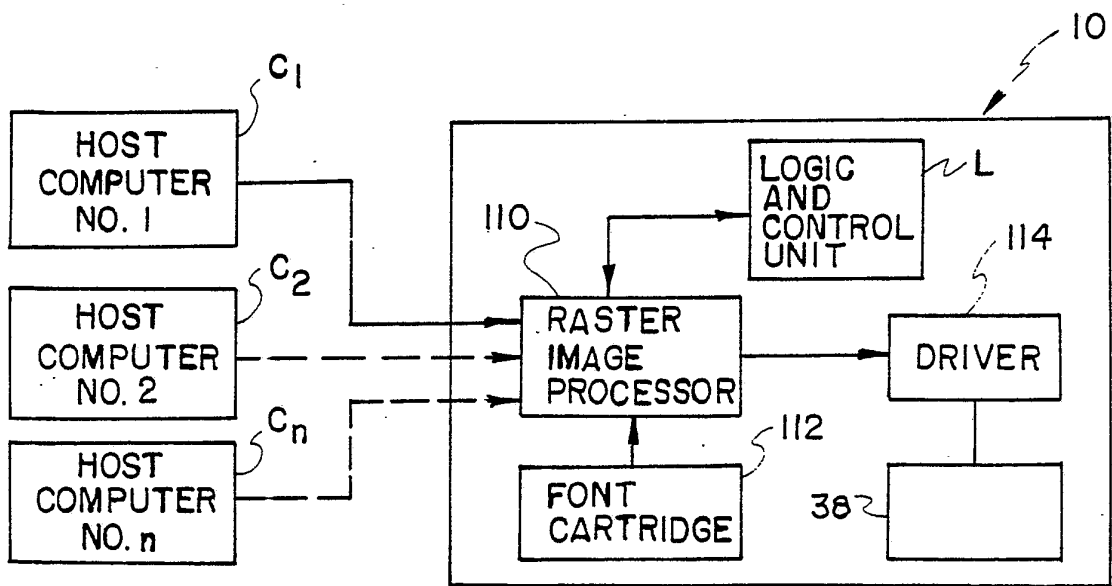 10
C1
HOST
COMPUTER
NO. 1
C2
HOST
COMPUTER
NO. 2
Cn
HOST
COMPUTER
NO. n
LOGIC
AND
CONTROL
UNIT
L
110
RASTER
IMAGE
PROCESSOR
114
DRIVER
112
FONT
CARTRIDGE
38